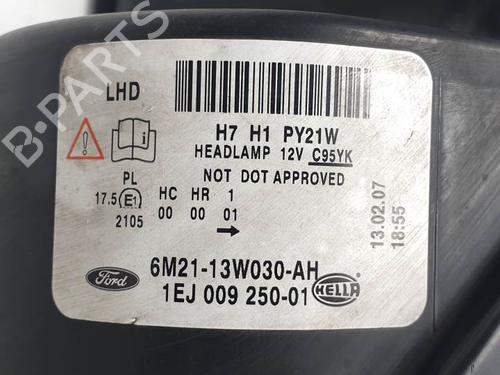 LHD
H7 H1 PY21W
HEADLAMP 12V C95YK
NOT DOT APPROVED
PL HC HR 1
17.5 E1 00 00 01
2105
13.02.07
18:55
6M21-13W030-AH
1EJ 009 250-01
Ford
HELLA
B-PARTS